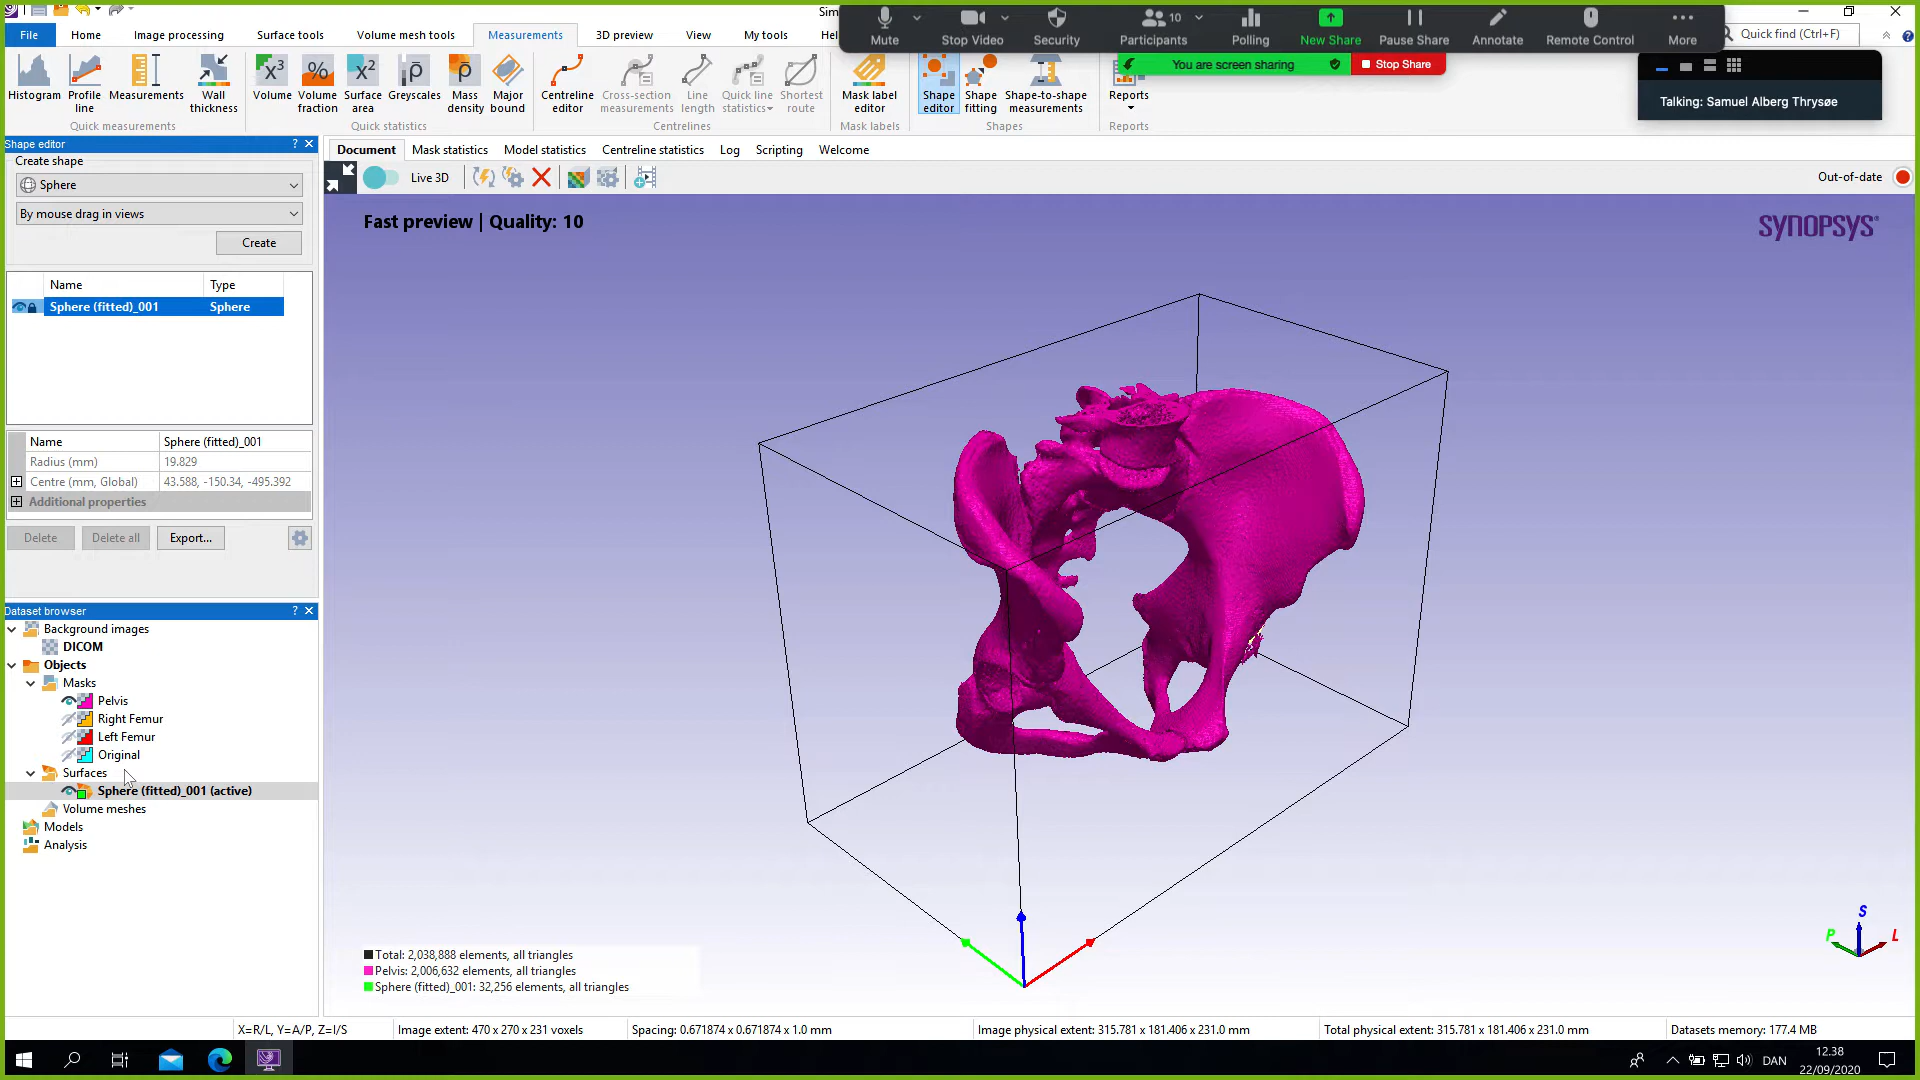 Sim
Mute
Stop Video
Security
10
Participants
Polling
New Share
Pause Share
Annotate
Remote Control
More
Quick find (Ctrl+F)
File
Home
Image processing
Surface tools
Volume mesh tools
Measurements
3D preview
View
My tools
Hel
You are screen sharing
Stop Share
Talking: Samuel Alberg Thrysøe
Histogram
Profile line
Measurements
Wall thickness
Quick measurements
Volume
Volume fraction
Surface area
Greyscales
Mass density
Major bound
Quick statistics
Centreline editor
Cross-section measurements
Line length
Quick line statistics
Shortest route
Centrelines
Mask label editor
Mask labels
Shape editor
Shape fitting
Shape-to-shape measurements
Shapes
Reports
Reports
Shape editor
? 
Create shape
Sphere
By mouse drag in views
Create
Name Type
Sphere (fitted)_001 Sphere
Name Sphere (fitted)_001
Radius (mm) 19.829
Centre (mm, Global) 43.588, -150.34, -495.392
Additional properties
Delete
Delete all
Export...
Dataset browser
?
Background images
DICOM
Objects
Masks
Pelvis
Right Femur
Left Femur
Original
Surfaces
Sphere (fitted)_001 (active)
Volume meshes
Models
Analysis
Document
Mask statistics
Model statistics
Centreline statistics
Log
Scripting
Welcome
Live 3D
Out-of-date
Fast preview | Quality: 10
SYNOPSYS®
S
P
L
Total: 2,038,888 elements, all triangles
Pelvis: 2,006,632 elements, all triangles
Sphere (fitted)_001: 32,256 elements, all triangles
X=R/L, Y=A/P, Z=I/S
Image extent: 470 x 270 x 231 voxels
Spacing: 0.671874 x 0.671874 x 1.0 mm
Image physical extent: 315.781 x 181.406 x 231.0 mm
Total physical extent: 315.781 x 181.406 x 231.0 mm
Datasets memory: 177.4 MB
DAN
12.38
22/09/2020